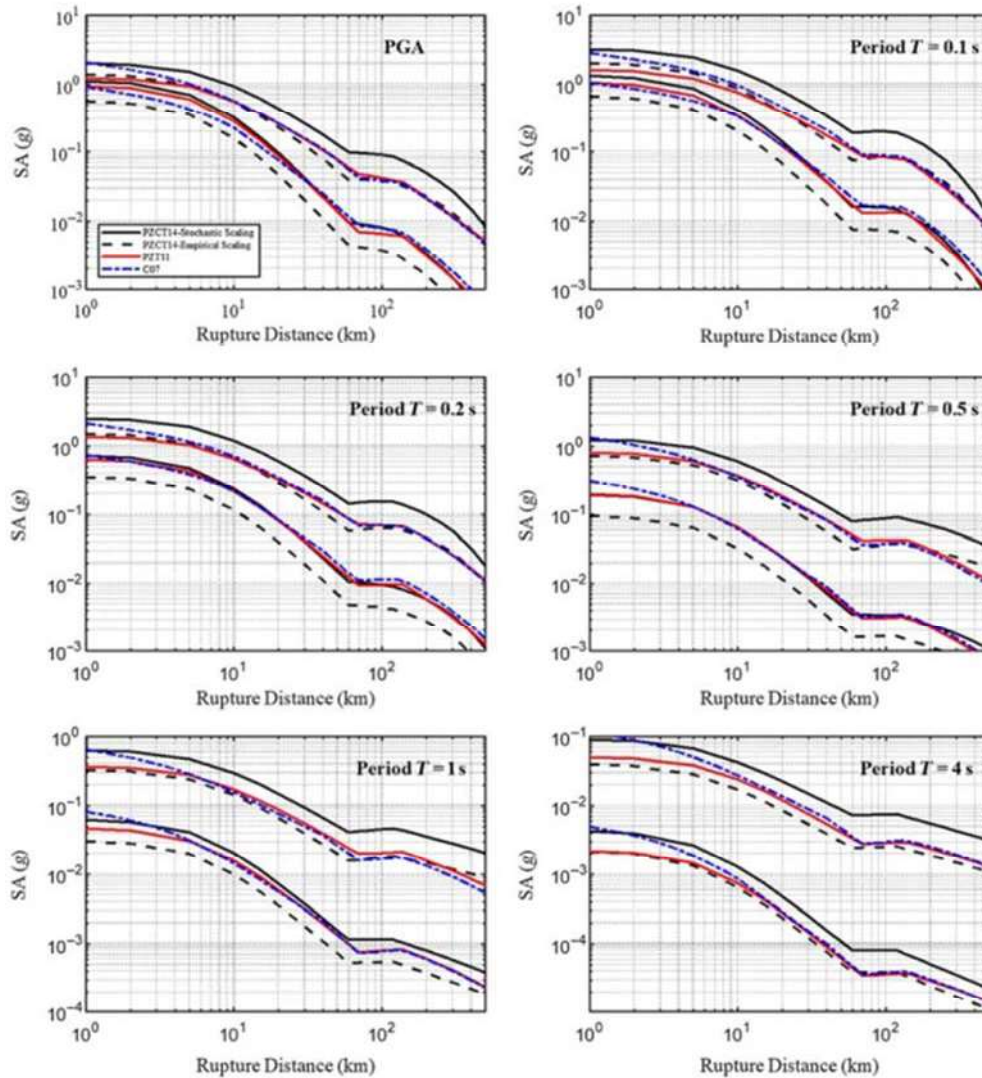 PGA
SA (g)
10^1
10^0
10^-1
10^-2
10^-3
PZCT14-Stochastic Scaling
PZCT14-Empirical Scaling
PZT11
C07
10^0
10^1
10^2
Rupture Distance (km)
Period T = 0.1 s
SA (g)
10^1
10^0
10^-1
10^-2
10^-3
10^0
10^1
10^2
Rupture Distance (km)
Period T = 0.2 s
SA (g)
10^1
10^0
10^-1
10^-2
10^-3
10^0
10^1
10^2
Rupture Distance (km)
Period T = 0.5 s
SA (g)
10^1
10^0
10^-1
10^-2
10^-3
10^0
10^1
10^2
Rupture Distance (km)
Period T = 1 s
SA (g)
10^0
10^-1
10^-2
10^-3
10^-4
10^0
10^1
10^2
Rupture Distance (km)
Period T = 4 s
SA (g)
10^-1
10^-2
10^-3
10^-4
10^0
10^1
10^2
Rupture Distance (km)